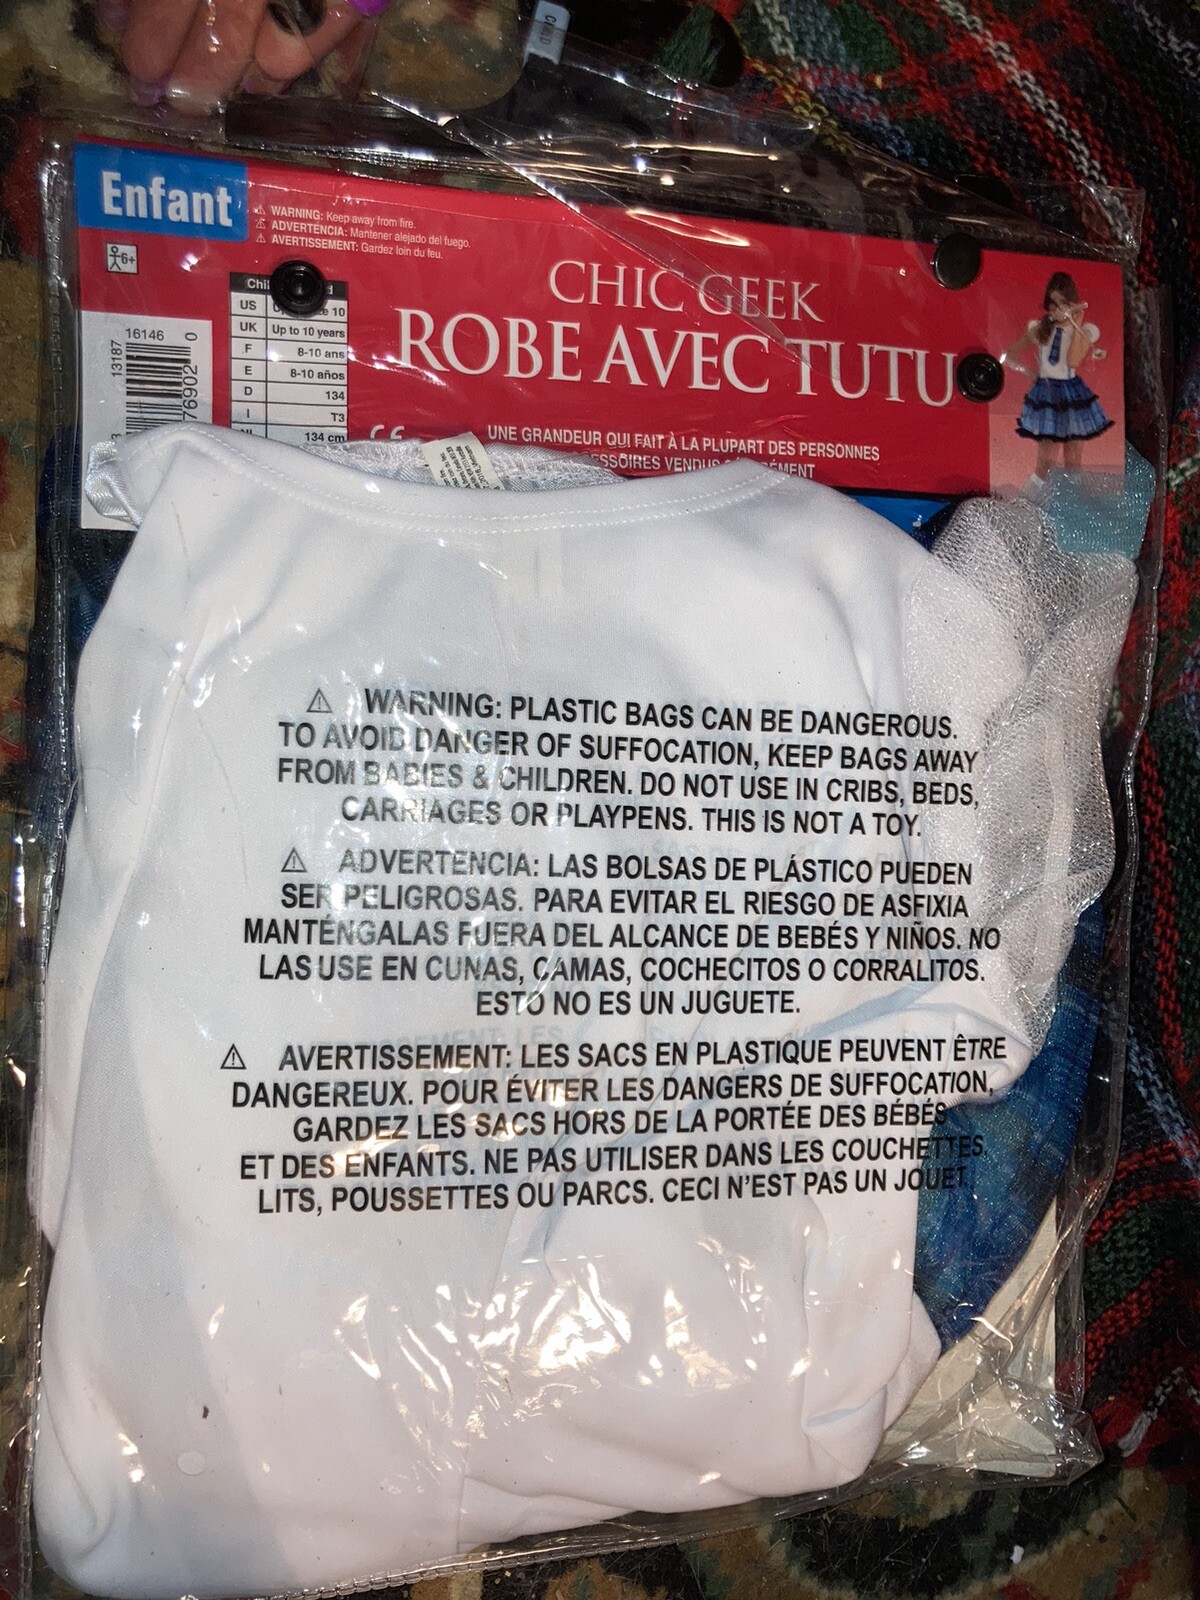 CHILD
Enfant
⚠ WARNING: Keep away from fire.
⚠ ADVERTENCIA: Mantener alejado del fuego.
⚠ AVERTISSEMENT: Gardez loin du feu.
6+
CHIC GEEK
ROBE AVEC TUTU
US 10
UK Up to 10 years
F 8-10 ans
E 8-10 años
D 134
I T3
134 cm
16146
13187
76902
0
CE
UNE GRANDEUR QUI FAIT À LA PLUPART DES PERSONNES
VENDUS
⚠ WARNING: PLASTIC BAGS CAN BE DANGEROUS.
TO AVOID DANGER OF SUFFOCATION, KEEP BAGS AWAY
FROM BABIES & CHILDREN. DO NOT USE IN CRIBS, BEDS,
CARRIAGES OR PLAYPENS. THIS IS NOT A TOY.
⚠ ADVERTENCIA: LAS BOLSAS DE PLÁSTICO PUEDEN
SER PELIGROSAS. PARA EVITAR EL RIESGO DE ASFIXIA
MANTÉNGALAS FUERA DEL ALCANCE DE BEBÉS Y NIÑOS. NO
LAS USE EN CUNAS, CAMAS, COCHECITOS O CORRALITOS.
ESTO NO ES UN JUGUETE.
⚠ AVERTISSEMENT: LES SACS EN PLASTIQUE PEUVENT ÊTRE
DANGEREUX. POUR ÉVITER LES DANGERS DE SUFFOCATION,
GARDEZ LES SACS HORS DE LA PORTÉE DES BÉBÉS
ET DES ENFANTS. NE PAS UTILISER DANS LES COUCHETTES,
LITS, POUSSETTES OU PARCS. CECI N'EST PAS UN JOUET.